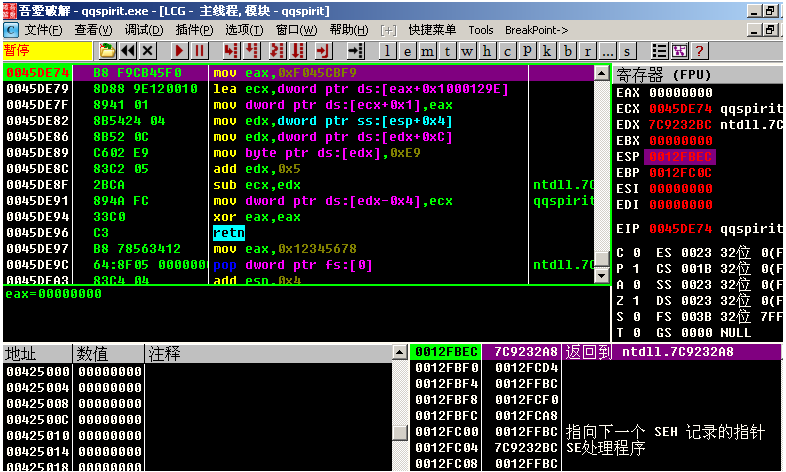 吾愛破解 - qqspirit.exe - [LCG - 主线程, 模块 - qqspirit]
C 文件(F) 查看(V) 调试(D) 插件(P) 选项(T) 窗口(W) 帮助(H) [+] 快捷菜单 Tools BreakPoint->
暂停 l e m t w h c p k b r ... s ?
0045DE74 B8 F9CB45F0 mov eax,0xF045CBF9
0045DE79 8D88 9E120010 lea ecx,dword ptr ds:[eax+0x1000129E]
0045DE7F 8941 01 mov dword ptr ds:[ecx+0x1],eax
0045DE82 8B5424 04 mov edx,dword ptr ss:[esp+0x4]
0045DE86 8B52 0C mov edx,dword ptr ds:[edx+0xC]
0045DE89 C602 E9 mov byte ptr ds:[edx],0xE9
0045DE8C 83C2 05 add edx,0x5
0045DE8F 2BCA sub ecx,edx ntdll.7C
0045DE91 894A FC mov dword ptr ds:[edx-0x4],ecx qqspirit.
0045DE94 33C0 xor eax,eax
0045DE96 C3 retn
0045DE97 B8 78563412 mov eax,0x12345678
0045DE9C 64:8F05 0000000 pop dword ptr fs:[0] ntdll.7C
0045DEA3 83C4 04 add esp,0x4
eax=00000000
寄存器 (FPU)
EAX 00000000
ECX 0045DE74 qqspirit
EDX 7C9232BC ntdll.7C
EBX 00000000
ESP 0012FBEC
EBP 0012FC0C
ESI 00000000
EDI 00000000
EIP 0045DE74 qqspirit
C 0 ES 0023 32位 0(F
P 1 CS 001B 32位 0(F
A 0 SS 0023 32位 0(F
Z 1 DS 0023 32位 0(F
S 0 FS 003B 32位 7FF
T 0 GS 0000 NULL
地址 数值 注释
00425000 00000000
00425004 00000000
00425008 00000000
0042500C 00000000
00425010 00000000
00425014 00000000
00425018 00000000
0012FBEC 7C9232A8 返回到 ntdll.7C9232A8
0012FBF0 0012FCD4
0012FBF4 0012FFBC
0012FBF8 0012FCF0
0012FBFC 0012FCA8
0012FC00 0012FFBC 指向下一个 SEH 记录的指针
0012FC04 7C9232BC SE处理程序
0012FC08 0012FFBC